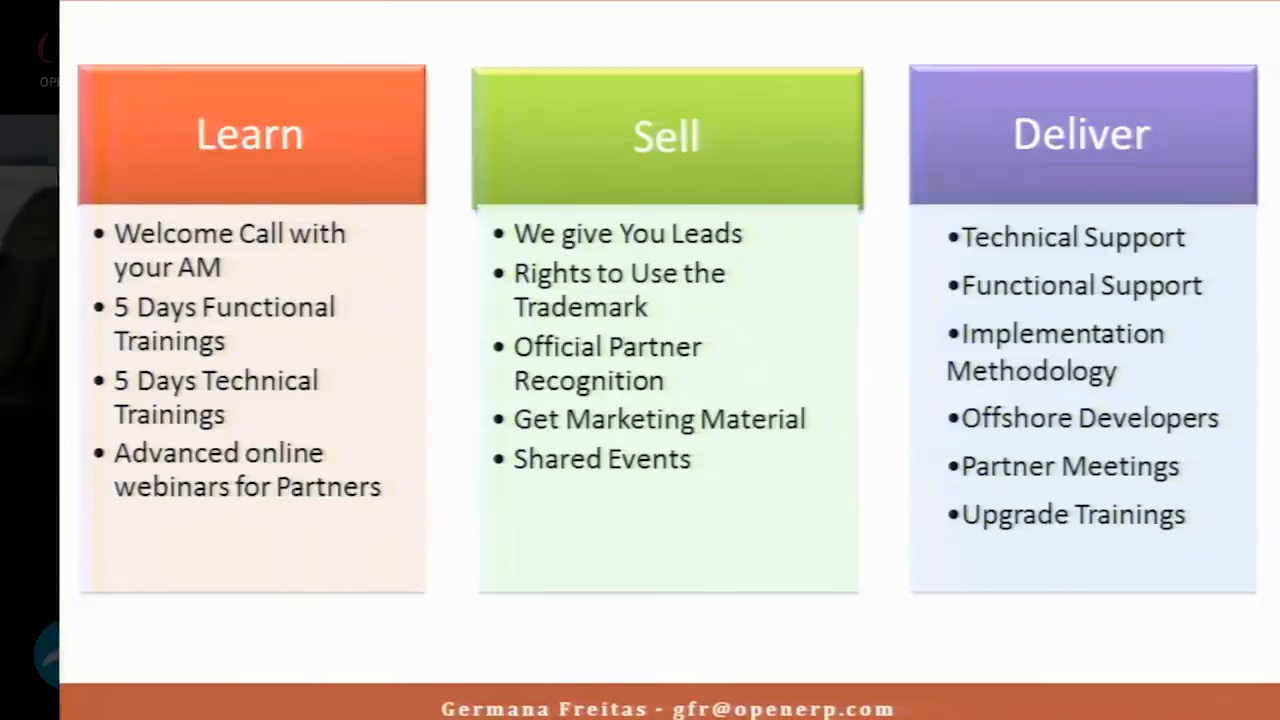 Learn
Welcome Call with
your AM
5 Days Functional
Trainings
5 Days Technical
Trainings
Advanced online
webinars for Partners
Sell
We give You Leads
Rights to Use the
Trademark
Official Partner
Recognition
Get Marketing Material
Shared Events
Deliver
Technical Support
Functional Support
Implementation
Methodology
Offshore Developers
Partner Meetings
Upgrade Trainings
Germana Freitas - gfr@openerp.com